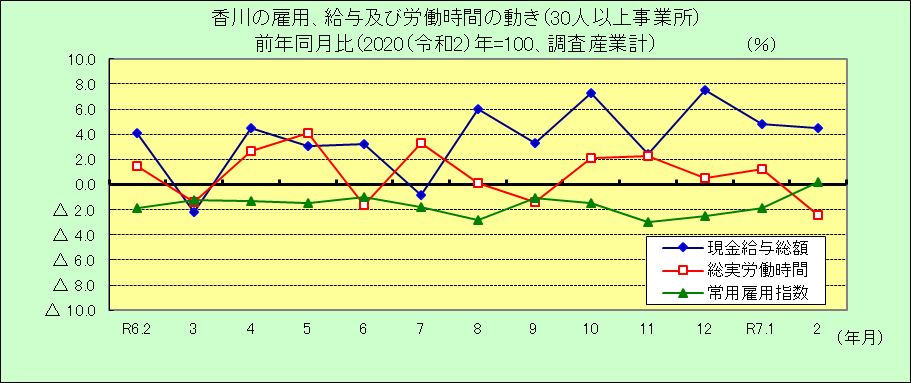 香川の雇用、給与及び労働時間の動き(30人以上事業所)
前年同月比(2020(令和2)年=100、調査産業計) (%)
10.0
8.0
6.0
4.0
2.0
0.0
△ 2.0
△ 4.0
△ 6.0
△ 8.0
△ 10.0
現金給与総額
総実労働時間
常用雇用指数
R6.2 3 4 5 6 7 8 9 10 11 12 R7.1 2
(年月)